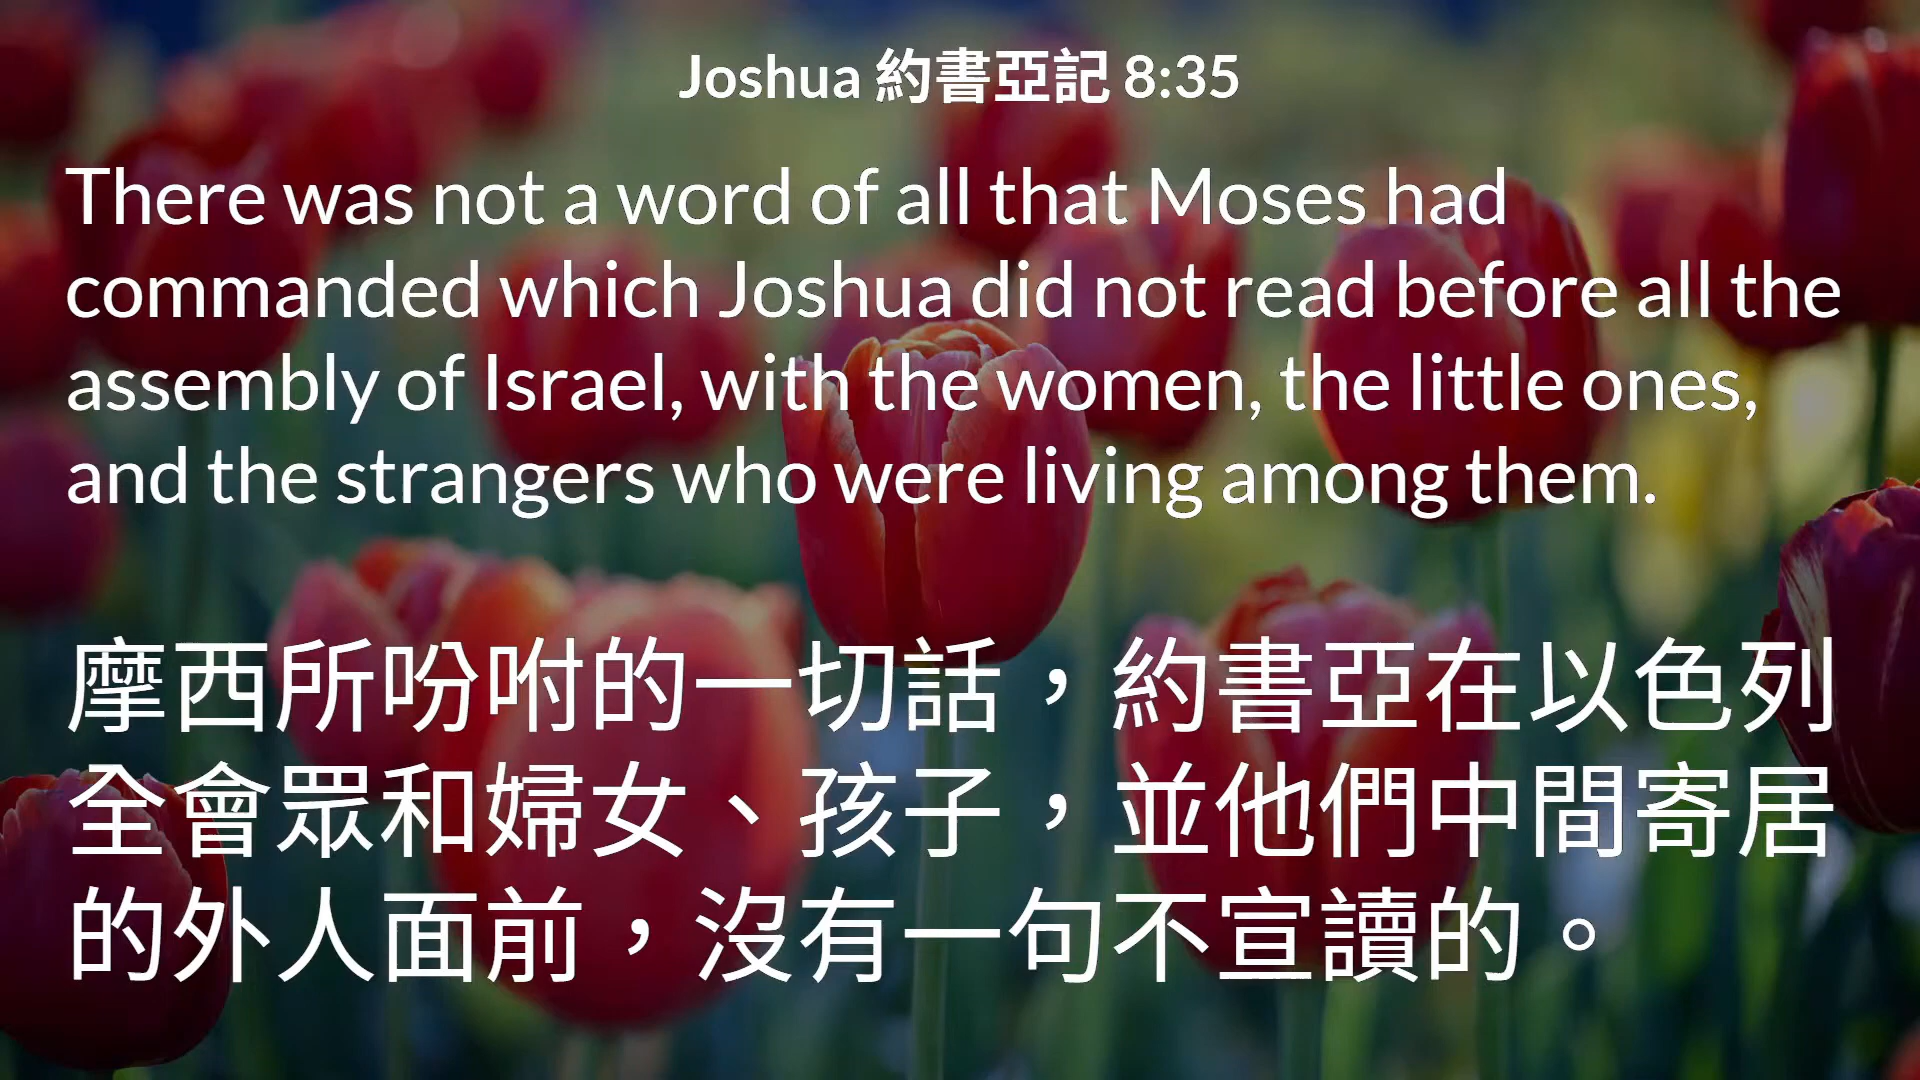 Joshua 約書亞記 8:35
There was not a word of all that Moses had
commanded which Joshua did not read before all the
assembly of Israel, with the women, the little ones,
and the strangers who were living among them.
摩西所吩咐的一切話，約書亞在以色列
全會眾和婦女、孩子，並他們中間寄居
的外人面前，沒有一句不宣讀的。